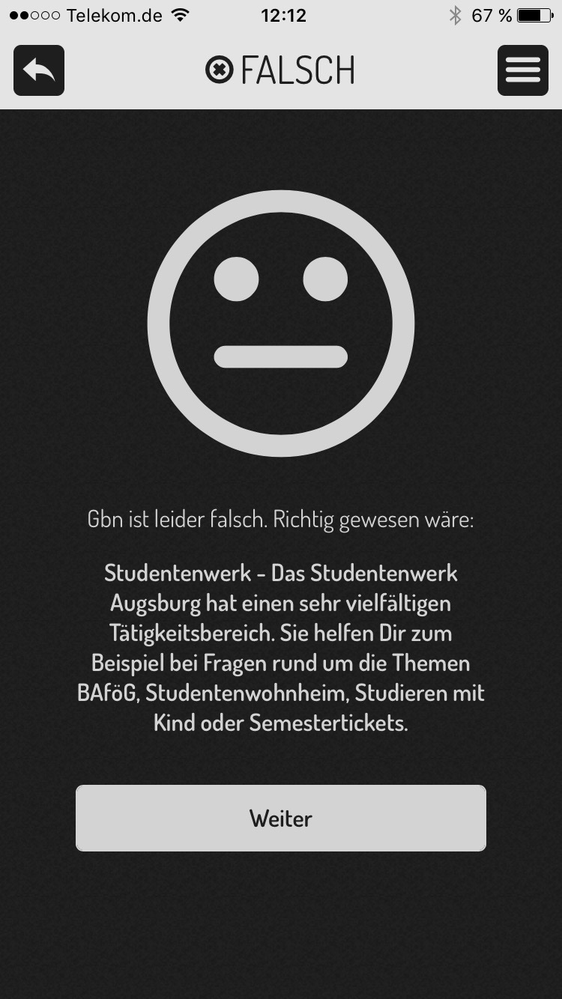 Telekom.de 12:12 67 %
FALSCH
Gbn ist leider falsch. Richtig gewesen wäre:
Studentenwerk - Das Studentenwerk
Augsburg hat einen sehr vielfältigen
Tätigkeitsbereich. Sie helfen Dir zum
Beispiel bei Fragen rund um die Themen
BAföG, Studentenwohnheim, Studieren mit
Kind oder Semestertickets.
Weiter